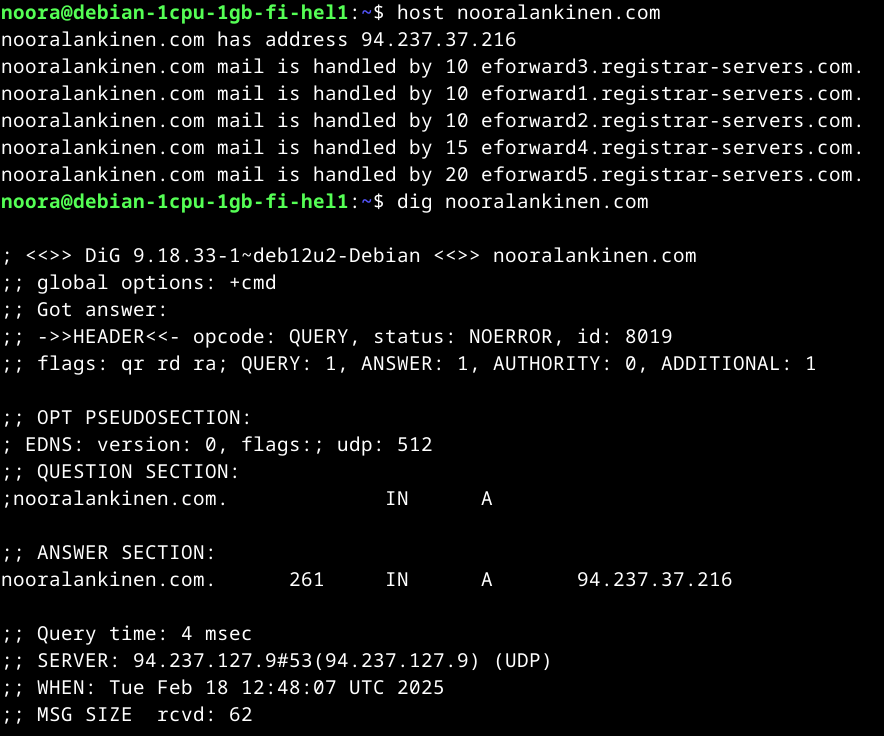 noora@debian-1cpu-1gb-fi-hel1:~$ host nooralankinen.com
nooralankinen.com has address 94.237.37.216
nooralankinen.com mail is handled by 10 eforward3.registrar-servers.com.
nooralankinen.com mail is handled by 10 eforward1.registrar-servers.com.
nooralankinen.com mail is handled by 10 eforward2.registrar-servers.com.
nooralankinen.com mail is handled by 15 eforward4.registrar-servers.com.
nooralankinen.com mail is handled by 20 eforward5.registrar-servers.com.
noora@debian-1cpu-1gb-fi-hel1:~$ dig nooralankinen.com

; <<>> DiG 9.18.33-1~deb12u2-Debian <<>> nooralankinen.com
;; global options: +cmd
;; Got answer:
;; ->>HEADER<<- opcode: QUERY, status: NOERROR, id: 8019
;; flags: qr rd ra; QUERY: 1, ANSWER: 1, AUTHORITY: 0, ADDITIONAL: 1

;; OPT PSEUDOSECTION:
; EDNS: version: 0, flags:; udp: 512
;; QUESTION SECTION:
;nooralankinen.com.		IN	A

;; ANSWER SECTION:
nooralankinen.com.	261	IN	A	94.237.37.216

;; Query time: 4 msec
;; SERVER: 94.237.127.9#53(94.237.127.9) (UDP)
;; WHEN: Tue Feb 18 12:48:07 UTC 2025
;; MSG SIZE  rcvd: 62